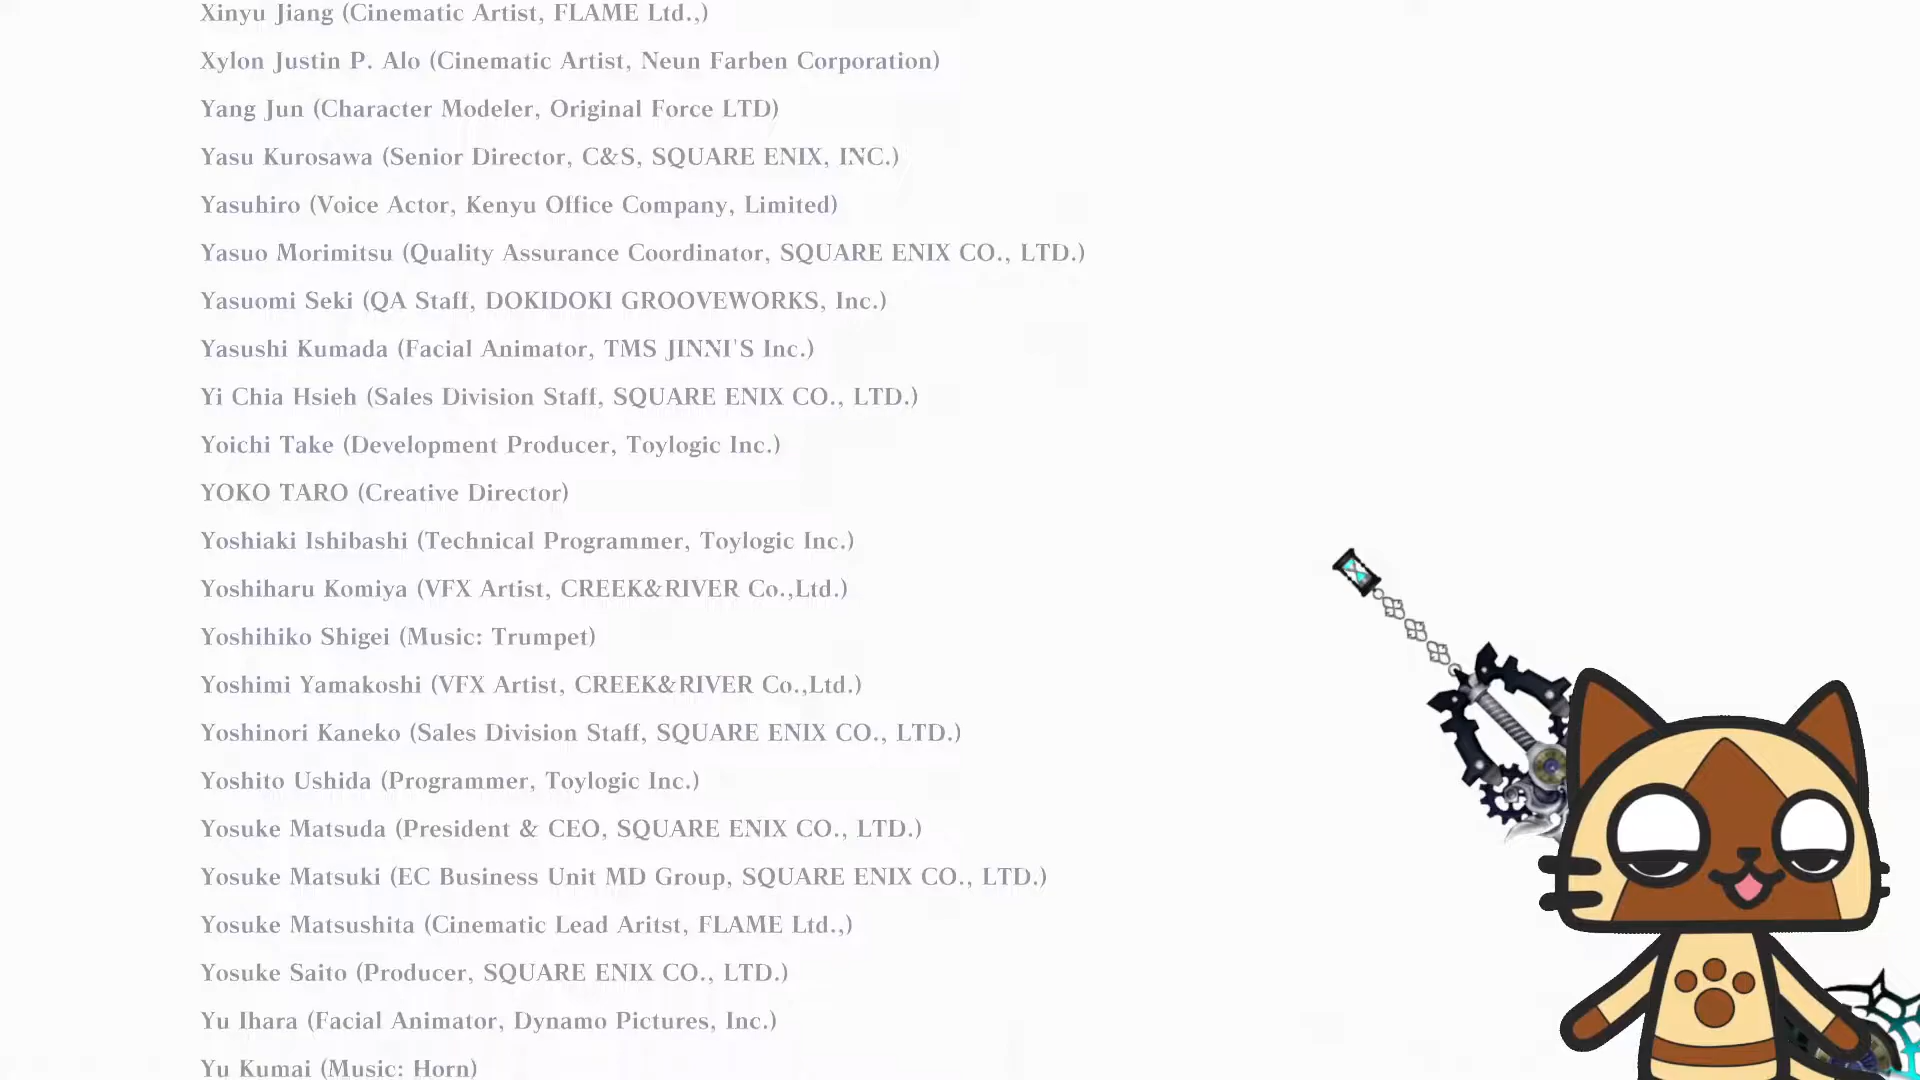 Xinyu Jiang (Cinematic Artist, FLAME Ltd.,)
Xylon Justin P. Alo (Cinematic Artist, Neun Farben Corporation)
Yang Jun (Character Modeler, Original Force LTD)
Yasu Kurosawa (Senior Director, C&S, SQUARE ENIX, INC.)
Yasuhiro (Voice Actor, Kenyu Office Company, Limited)
Yasuo Morimitsu (Quality Assurance Coordinator, SQUARE ENIX CO., LTD.)
Yasuomi Seki (QA Staff, DOKIDOKI GROOVEWORKS, Inc.)
Yasushi Kumada (Facial Animator, TMS JINNI'S Inc.)
Yi Chia Hsieh (Sales Division Staff, SQUARE ENIX CO., LTD.)
Yoichi Take (Development Producer, Toylogic Inc.)
YOKO TARO (Creative Director)
Yoshiaki Ishibashi (Technical Programmer, Toylogic Inc.)
Yoshiharu Komiya (VFX Artist, CREEK&RIVER Co.,Ltd.)
Yoshihiko Shigei (Music: Trumpet)
Yoshimi Yamakoshi (VFX Artist, CREEK&RIVER Co.,Ltd.)
Yoshinori Kaneko (Sales Division Staff, SQUARE ENIX CO., LTD.)
Yoshito Ushida (Programmer, Toylogic Inc.)
Yosuke Matsuda (President & CEO, SQUARE ENIX CO., LTD.)
Yosuke Matsuki (EC Business Unit MD Group, SQUARE ENIX CO., LTD.)
Yosuke Matsushita (Cinematic Lead Aritst, FLAME Ltd.,)
Yosuke Saito (Producer, SQUARE ENIX CO., LTD.)
Yu Ihara (Facial Animator, Dynamo Pictures, Inc.)
Yu Kumai (Music: Horn)